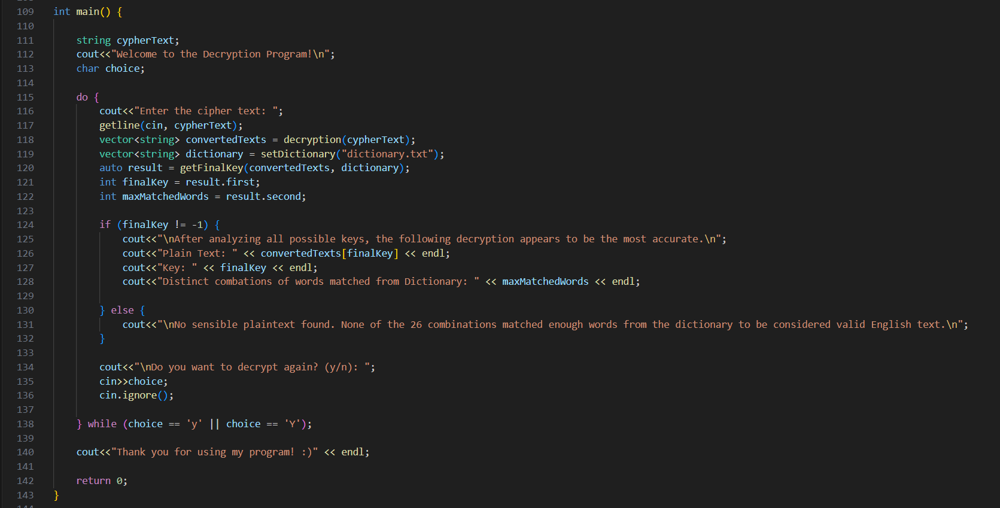 109 int main() {
110
111 string cypherText;
112 cout<<"Welcome to the Decryption Program!\n";
113 char choice;
114
115 do {
116 cout<<"Enter the cipher text: ";
117 getline(cin, cypherText);
118 vector<string> convertedTexts = decryption(cypherText);
119 vector<string> dictionary = setDictionary("dictionary.txt");
120 auto result = getFinalKey(convertedTexts, dictionary);
121 int finalKey = result.first;
122 int maxMatchedWords = result.second;
123
124 if (finalKey != -1) {
125 cout<<"\nAfter analyzing all possible keys, the following decryption appears to be the most accurate.\n";
126 cout<<"Plain Text: " << convertedTexts[finalKey] << endl;
127 cout<<"Key: " << finalKey << endl;
128 cout<<"Distinct combations of words matched from Dictionary: " << maxMatchedWords << endl;
129
130 } else {
131 cout<<"\nNo sensible plaintext found. None of the 26 combinations matched enough words from the dictionary to be considered valid English text.\n";
132 }
133
134 cout<<"\nDo you want to decrypt again? (y/n): ";
135 cin>>choice;
136 cin.ignore();
137
138 } while (choice == 'y' || choice == 'Y');
139
140 cout<<"Thank you for using my program! :)" << endl;
141
142 return 0;
143 }